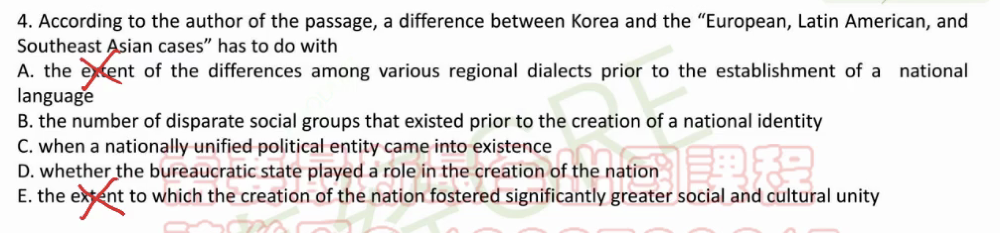 4. According to the author of the passage, a difference between Korea and the “European, Latin American, and
Southeast Asian cases” has to do with
A. the extent of the differences among various regional dialects prior to the establishment of a national
language
B. the number of disparate social groups that existed prior to the creation of a national identity
C. when a nationally unified political entity came into existence
D. whether the bureaucratic state played a role in the creation of the nation
E. the extent to which the creation of the nation fostered significantly greater social and cultural unity
GRE